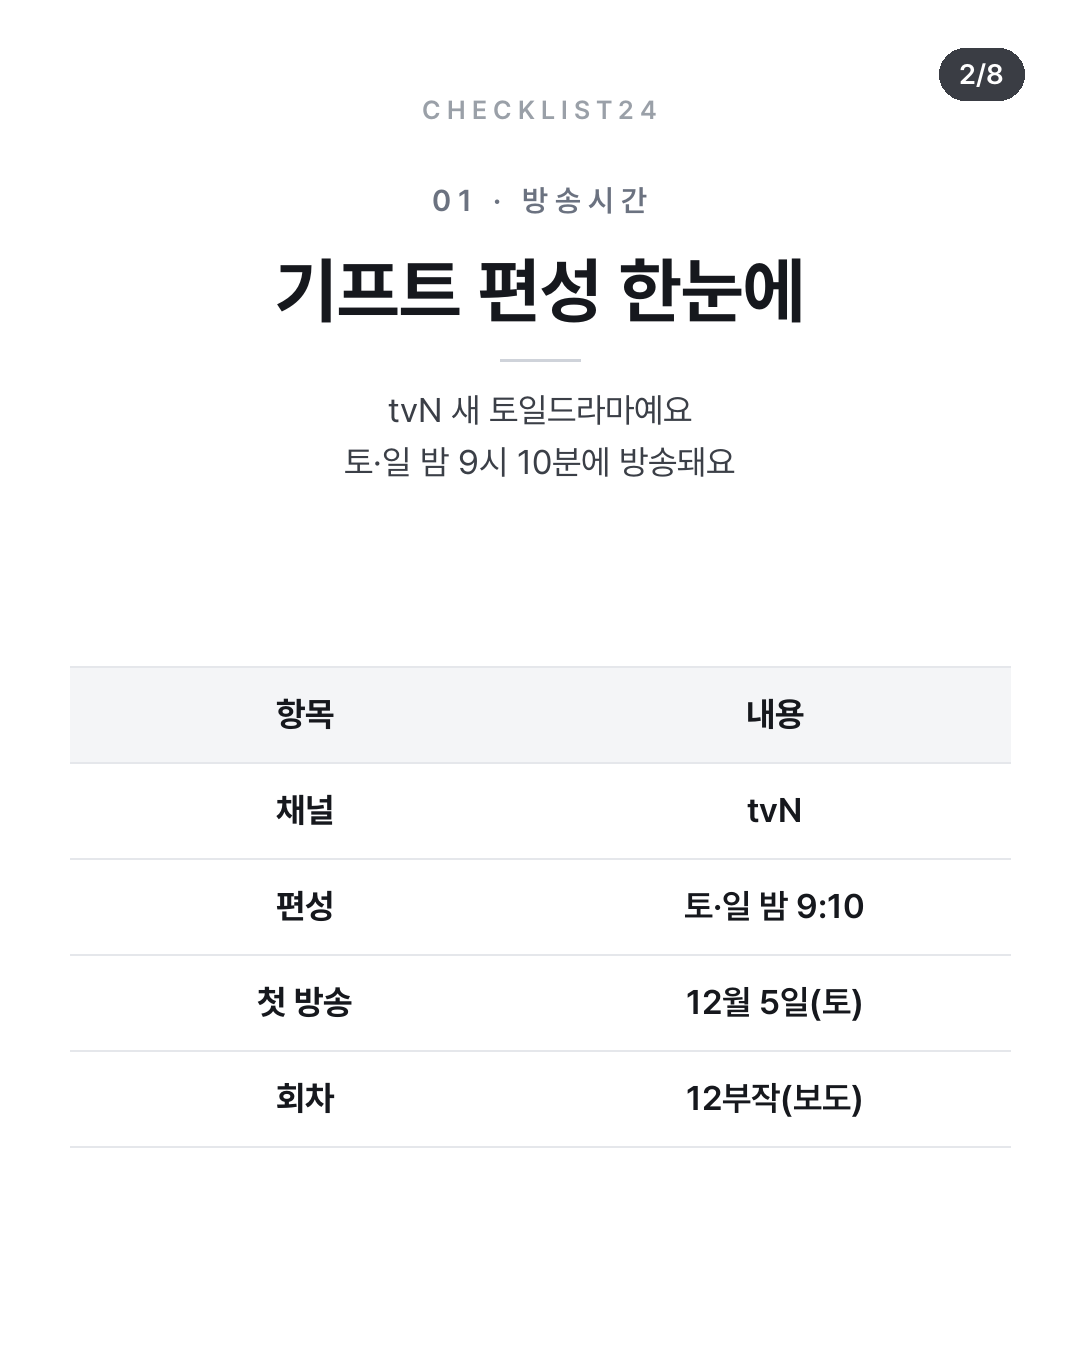 2/8
CHECKLIST24
01 · 방송시간
기프트 편성 한눈에
tvN 새 토일드라마예요
토·일 밤 9시 10분에 방송돼요
항목 내용
채널 tvN
편성 토·일 밤 9:10
첫 방송 12월 5일(토)
회차 12부작(보도)